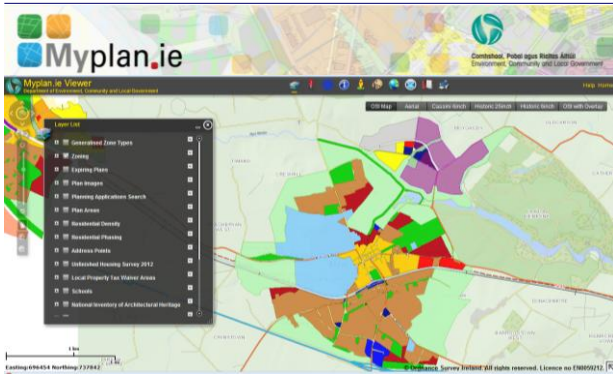 Myplan.ie
Comhshaol, Pobal agus Rialtas Áitiúil
Environment, Community and Local Government
Myplan.ie Viewer
Department of Environment, Community and Local Government
Help Home
OSI Map
Aerial
Custom 6inch
Historic 25inch
Historic 6inch
OSI with Overlay
Layer List
Generalised Zone Types
Zoning
Expiring Plans
Plan Images
Planning Applications Search
Plan Areas
Residential Density
Residential Phasing
Address Points
Unfinished Housing Survey 2012
Local Property Tax Waiver Areas
Schools
National Inventory of Architectural Heritage
1 km
Easting:696454 Northing:737842
© Ordnance Survey Ireland. All rights reserved. Licence no EN0059212.